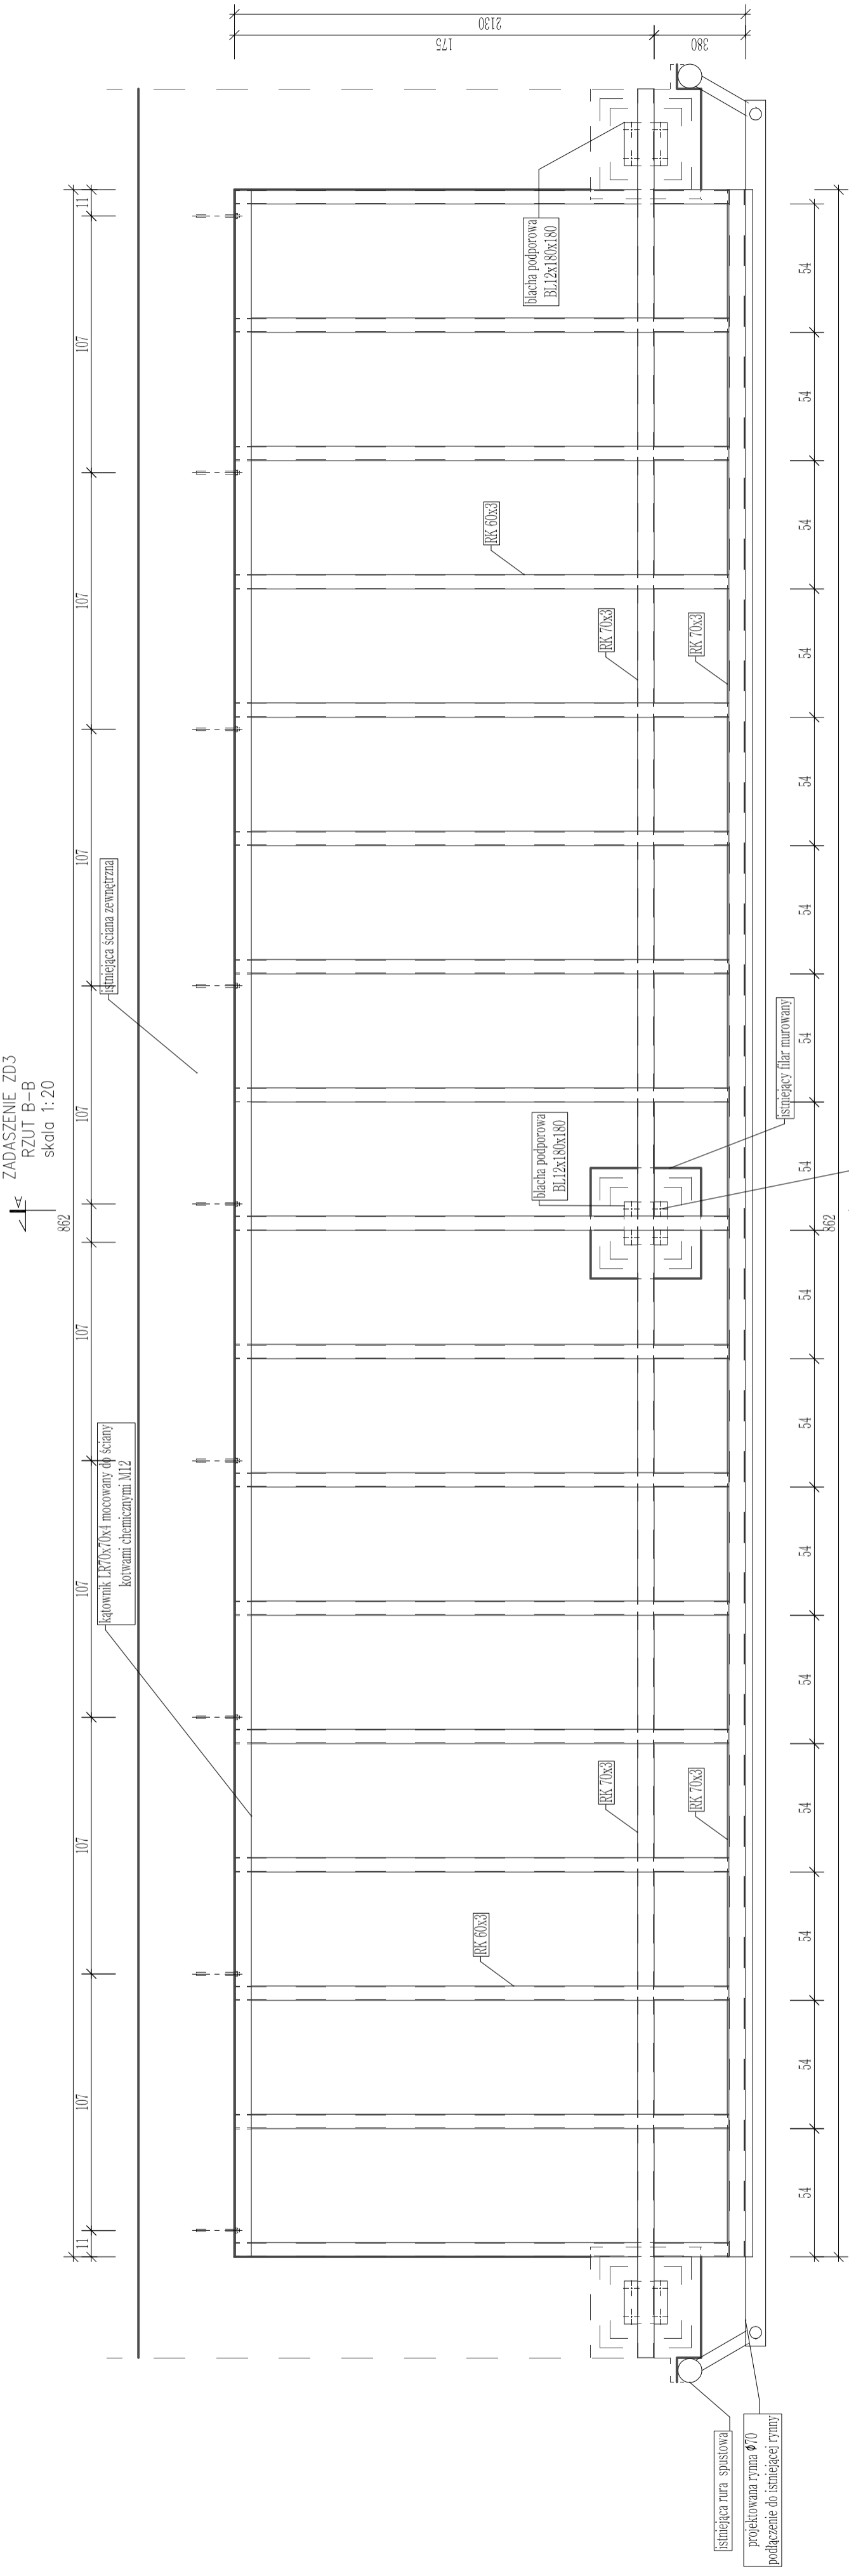 2130
175
380
11
107
blacha podporowa
BL12x180x180
54
54
107
RK 60x3
54
RK 70x3
RK 70x3
54
54
107
istniejąca ściana zewnętrzna
54
ZADASZENIE ZD3
RZUT B-B
skala 1:20
A
862
107
54
istniejący filar murowany
blacha podporowa
BL12x180x180
54
862
107
54
kątownik LR70x70x4 mocowany do ściany
kotwami chemicznymi M12
54
107
54
54
RK 70x3
RK 70x3
54
107
RK 60x3
54
54
107
54
11
istniejąca rura spustowa
projektowana rynna ϕ70
podłączenie do istniejącej rynny